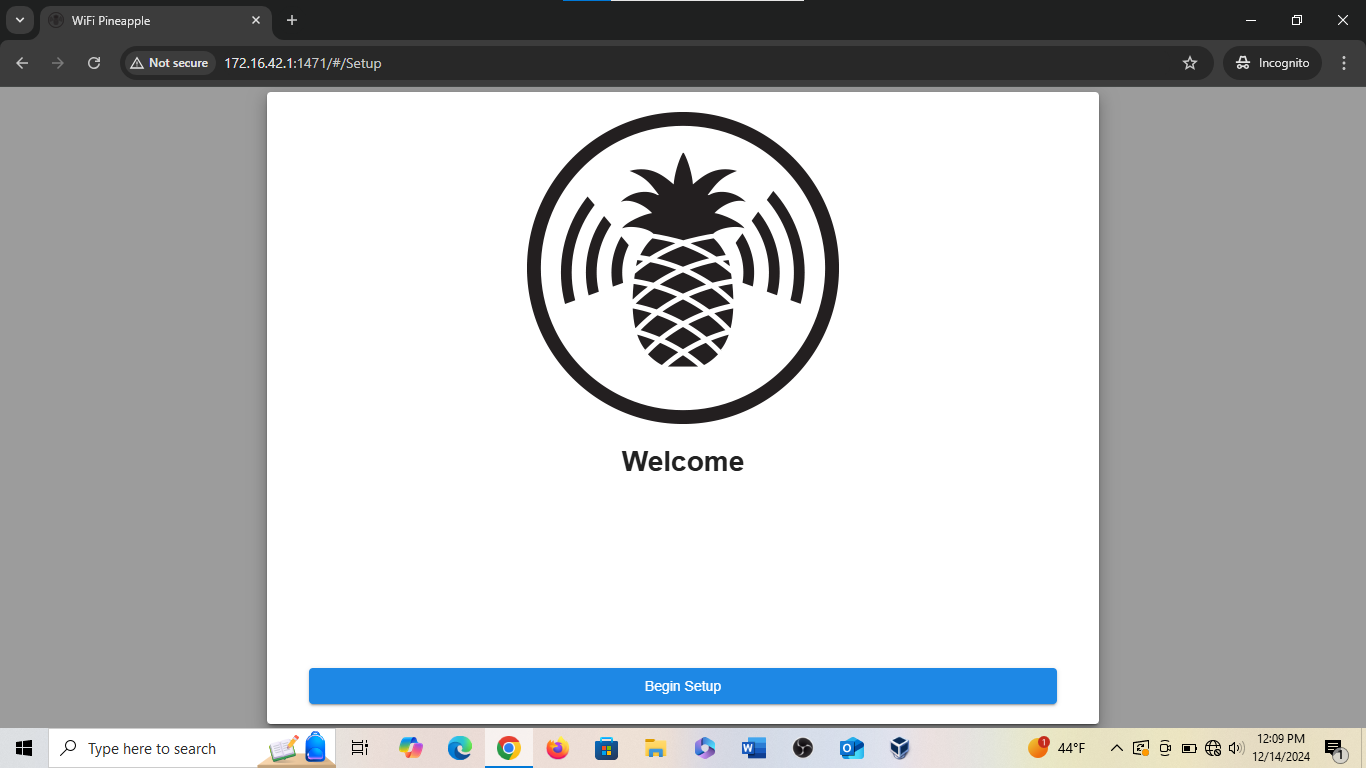 WiFi Pineapple
Not secure
172.16.42.1:1471/#/Setup
Incognito
Welcome
Begin Setup
Type here to search
1
44°F
12:09 PM
12/14/2024
1